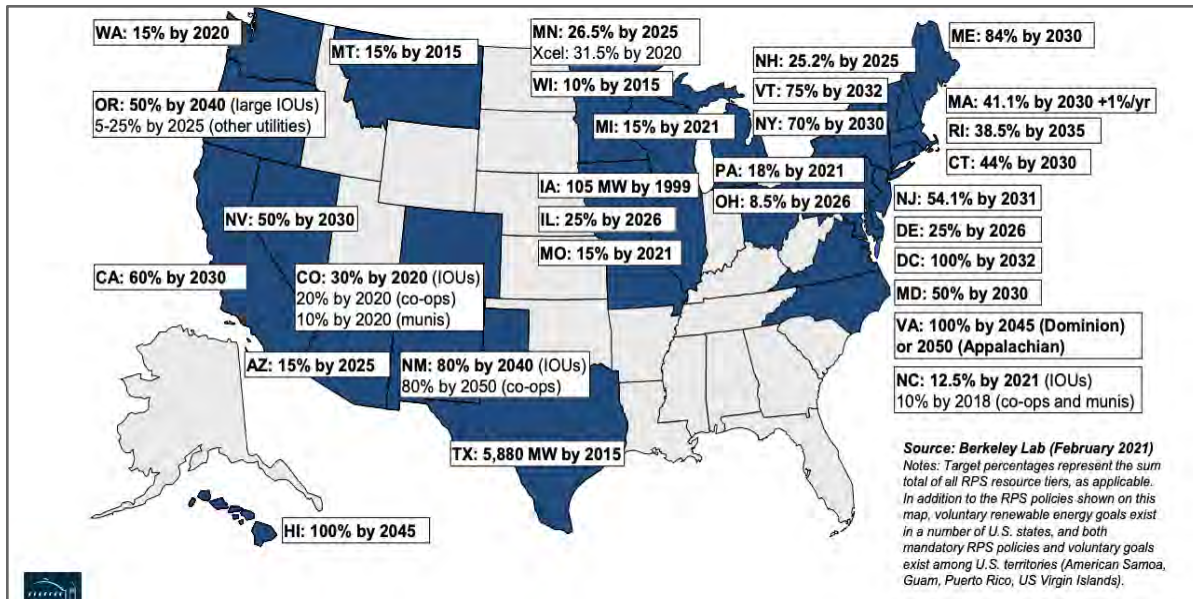 WA: 15% by 2020
MT: 15% by 2015
MN: 26.5% by 2025
Xcel: 31.5% by 2020
ME: 84% by 2030
NH: 25.2% by 2025
WI: 10% by 2015
VT: 75% by 2032
OR: 50% by 2040 (large IOUs)
5-25% by 2025 (other utilities)
MA: 41.1% by 2030 +1%/yr
MI: 15% by 2021
NY: 70% by 2030
RI: 38.5% by 2035
CT: 44% by 2030
PA: 18% by 2021
IA: 105 MW by 1999
OH: 8.5% by 2026
NJ: 54.1% by 2031
NV: 50% by 2030
IL: 25% by 2026
DE: 25% by 2026
MO: 15% by 2021
DC: 100% by 2032
CA: 60% by 2030
CO: 30% by 2020 (IOUs)
20% by 2020 (co-ops)
10% by 2020 (munis)
MD: 50% by 2030
VA: 100% by 2045 (Dominion)
or 2050 (Appalachian)
AZ: 15% by 2025
NM: 80% by 2040 (IOUs)
80% by 2050 (co-ops)
NC: 12.5% by 2021 (IOUs)
10% by 2018 (co-ops and munis)
TX: 5,880 MW by 2015
HI: 100% by 2045
Source: Berkeley Lab (February 2021)
Notes: Target percentages represent the sum
total of all RPS resource tiers, as applicable.
In addition to the RPS policies shown on this
map, voluntary renewable energy goals exist
in a number of U.S. states, and both
mandatory RPS policies and voluntary goals
exist among U.S. territories (American Samoa,
Guam, Puerto Rico, US Virgin Islands).